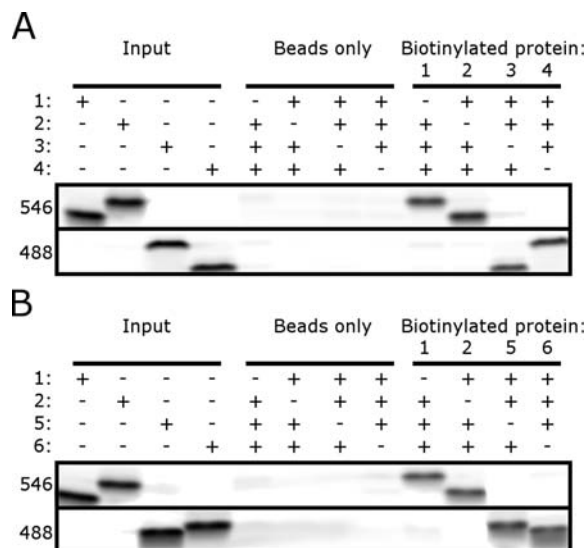 A
Input Beads only Biotinylated protein:
1 2 3 4
1: + - - - - + + + - + + +
2: - + - - + - + + + - + +
3: - - + - + + - + + + - +
4: - - - + + + + - + + + -
546
488
B
Input Beads only Biotinylated protein:
1 2 5 6
1: + - - - - + + + - + + +
2: - + - - + - + + + - + +
5: - - + - + + - + + + - +
6: - - - + + + + - + + + -
546
488